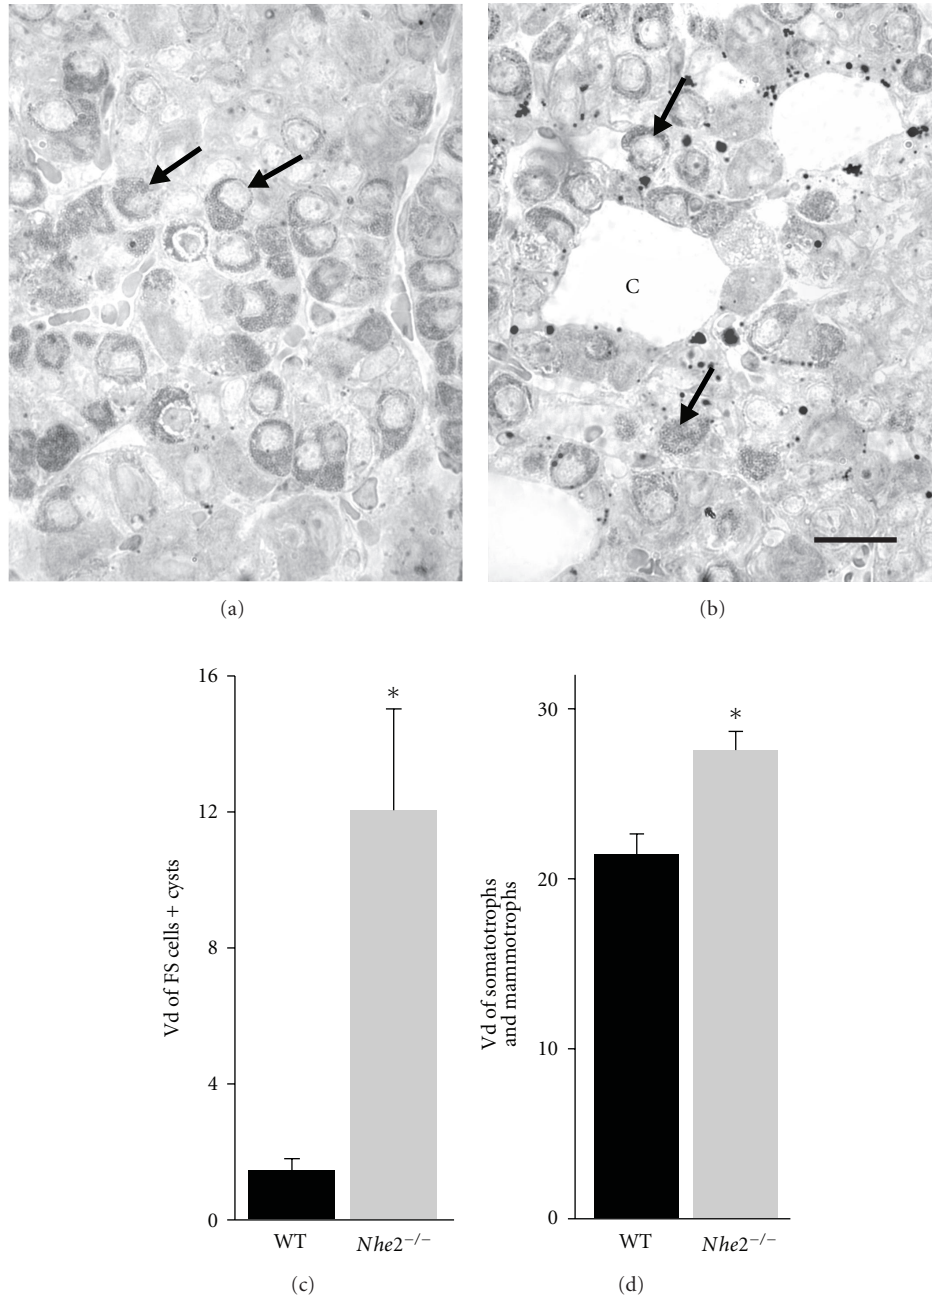 C
(a)
(b)
16
12
8
4
0
Vd of FS cells + cysts
*
WT
Nhe2−/−
(c)
30
20
10
0
Vd of somatotrophs
and mammotrophs
*
WT
Nhe2−/−
(d)